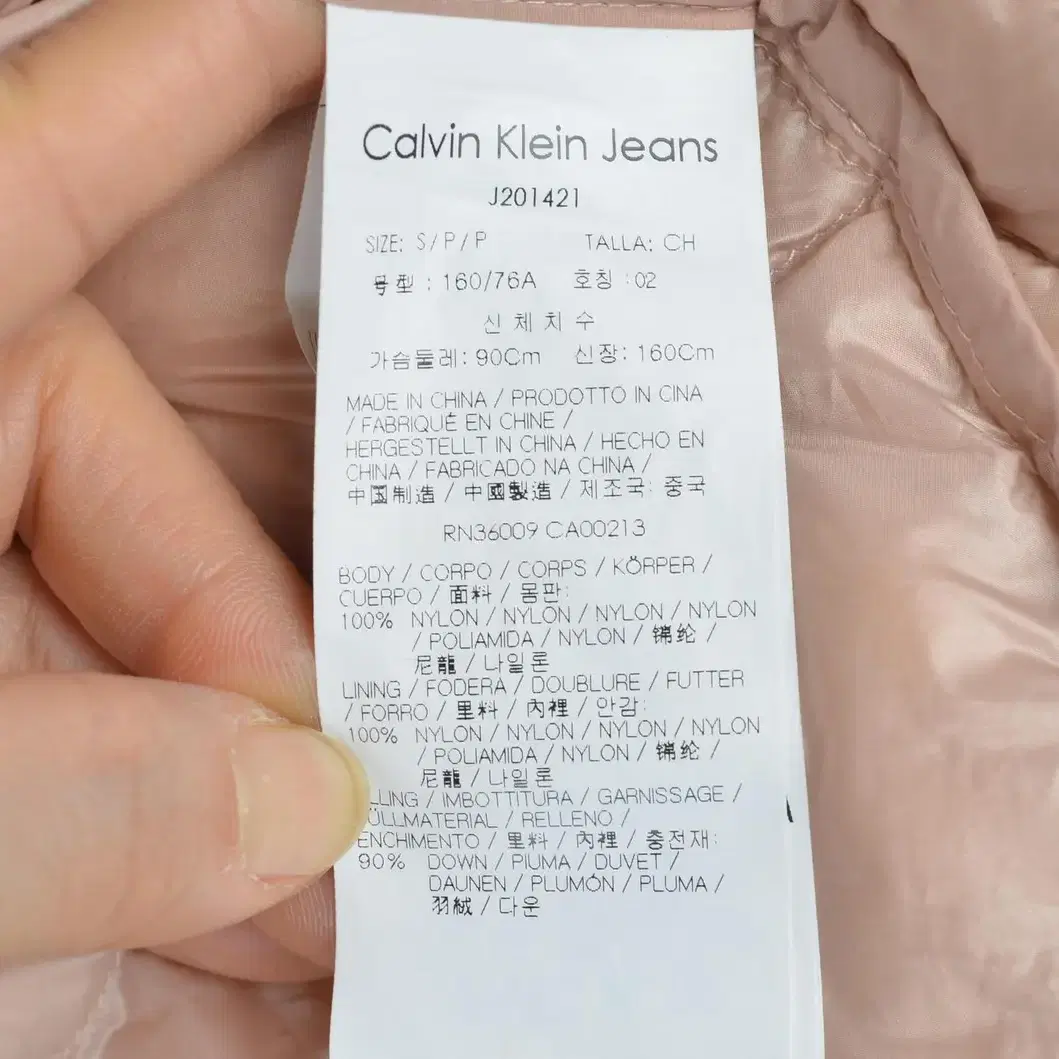 Calvin Klein Jeans
J201421
SIZE: S/P/P TALLA: CH
号型 : 160/76A 호칭 : 02
신체치수
가슴둘레: 90Cm 신장: 160Cm
MADE IN CHINA / PRODOTTO IN CINA
/ FABRIQUÉ EN CHINE /
HERGESTELLT IN CHINA / HECHO EN
CHINA / FABRICADO NA CHINA /
中国制造 / 中國製造 / 제조국: 중국
RN36009 CA00213
BODY / CORPO / CORPS / KÖRPER /
CUERPO / 面料 / 몸판:
100% NYLON / NYLON / NYLON / NYLON
/ POLIAMIDA / NYLON / 锦纶 /
尼龍 / 나일론
LINING / FODERA / DOUBLURE / FUTTER
/ FORRO / 里料 / 內裡 / 안감:
100% NYLON / NYLON / NYLON / NYLON
/ POLIAMIDA / NYLON / 锦纶 /
尼龍 / 나일론
LLING / IMBOTTITURA / GARNISSAGE /
ÜLLMATERIAL / RELLENO /
ENCHIMENTO / 里料 / 內裡 / 충전재:
90% DOWN / PIUMA / DUVET /
DAUNEN / PLUMÓN / PLUMA /
羽絨 / 다운